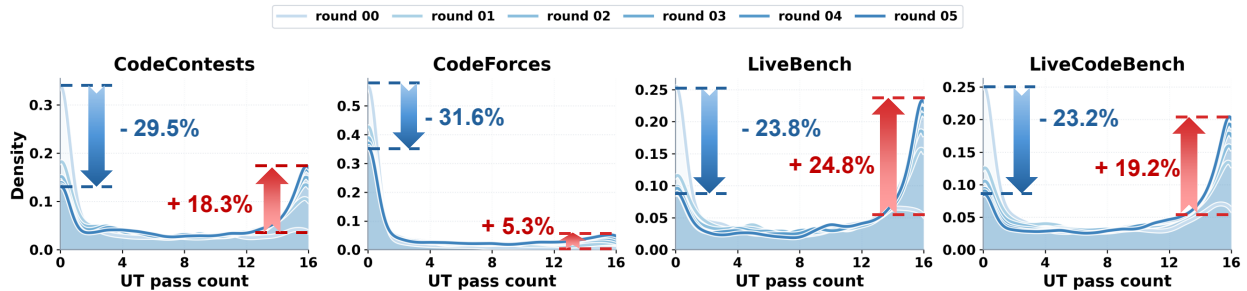 round 00 round 01 round 02 round 03 round 04 round 05
CodeContests
Density
0.3
0.2
0.1
0.0
- 29.5%
+ 18.3%
0 4 8 12 16
UT pass count
CodeForces
0.5
0.4
0.3
0.2
0.1
0.0
- 31.6%
+ 5.3%
0 4 8 12 16
UT pass count
LiveBench
0.25
0.20
0.15
0.10
0.05
0.00
- 23.8%
+ 24.8%
0 4 8 12 16
UT pass count
LiveCodeBench
0.25
0.20
0.15
0.10
0.05
0.00
- 23.2%
+ 19.2%
0 4 8 12 16
UT pass count